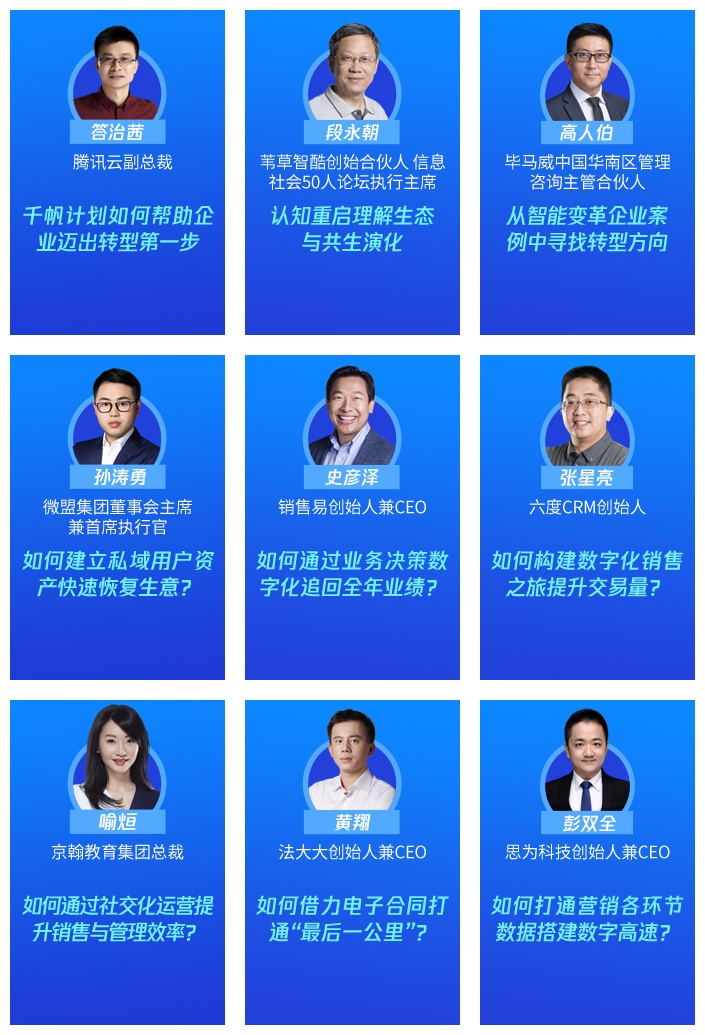 答治茜
腾讯云副总裁
千帆计划如何帮助企
业迈出转型第一步
段永朝
苇草智酷创始合伙人 信息
社会50人论坛执行主席
认知重启理解生态
与共生演化
高人伯
毕马威中国华南区管理
咨询主管合伙人
从智能变革企业案
例中寻找转型方向
孙涛勇
微盟集团董事会主席
兼首席执行官
如何建立私域用户资
产快速恢复生意?
史彦泽
销售易创始人兼CEO
如何通过业务决策数
字化追回全年业绩?
张星亮
六度CRM创始人
如何构建数字化销售
之旅提升交易量?
喻烜
京翰教育集团总裁
如何通过社交化运营提
升销售与管理效率?
黄翔
法大大创始人兼CEO
如何借力电子合同打
通“最后一公里”?
彭双全
思为科技创始人兼CEO
如何打通营销各环节
数据搭建数字高速?